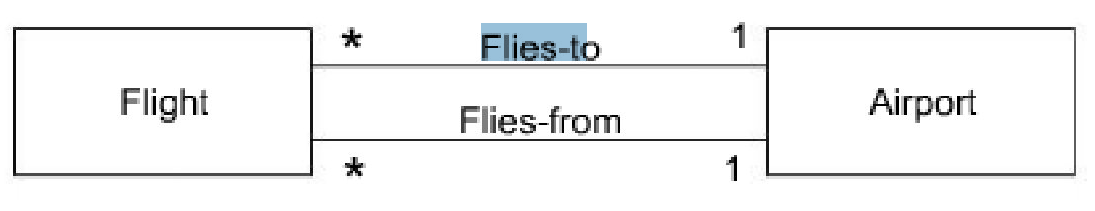 * Flies-to 1
Flight
Airport
Flies-from
* 1